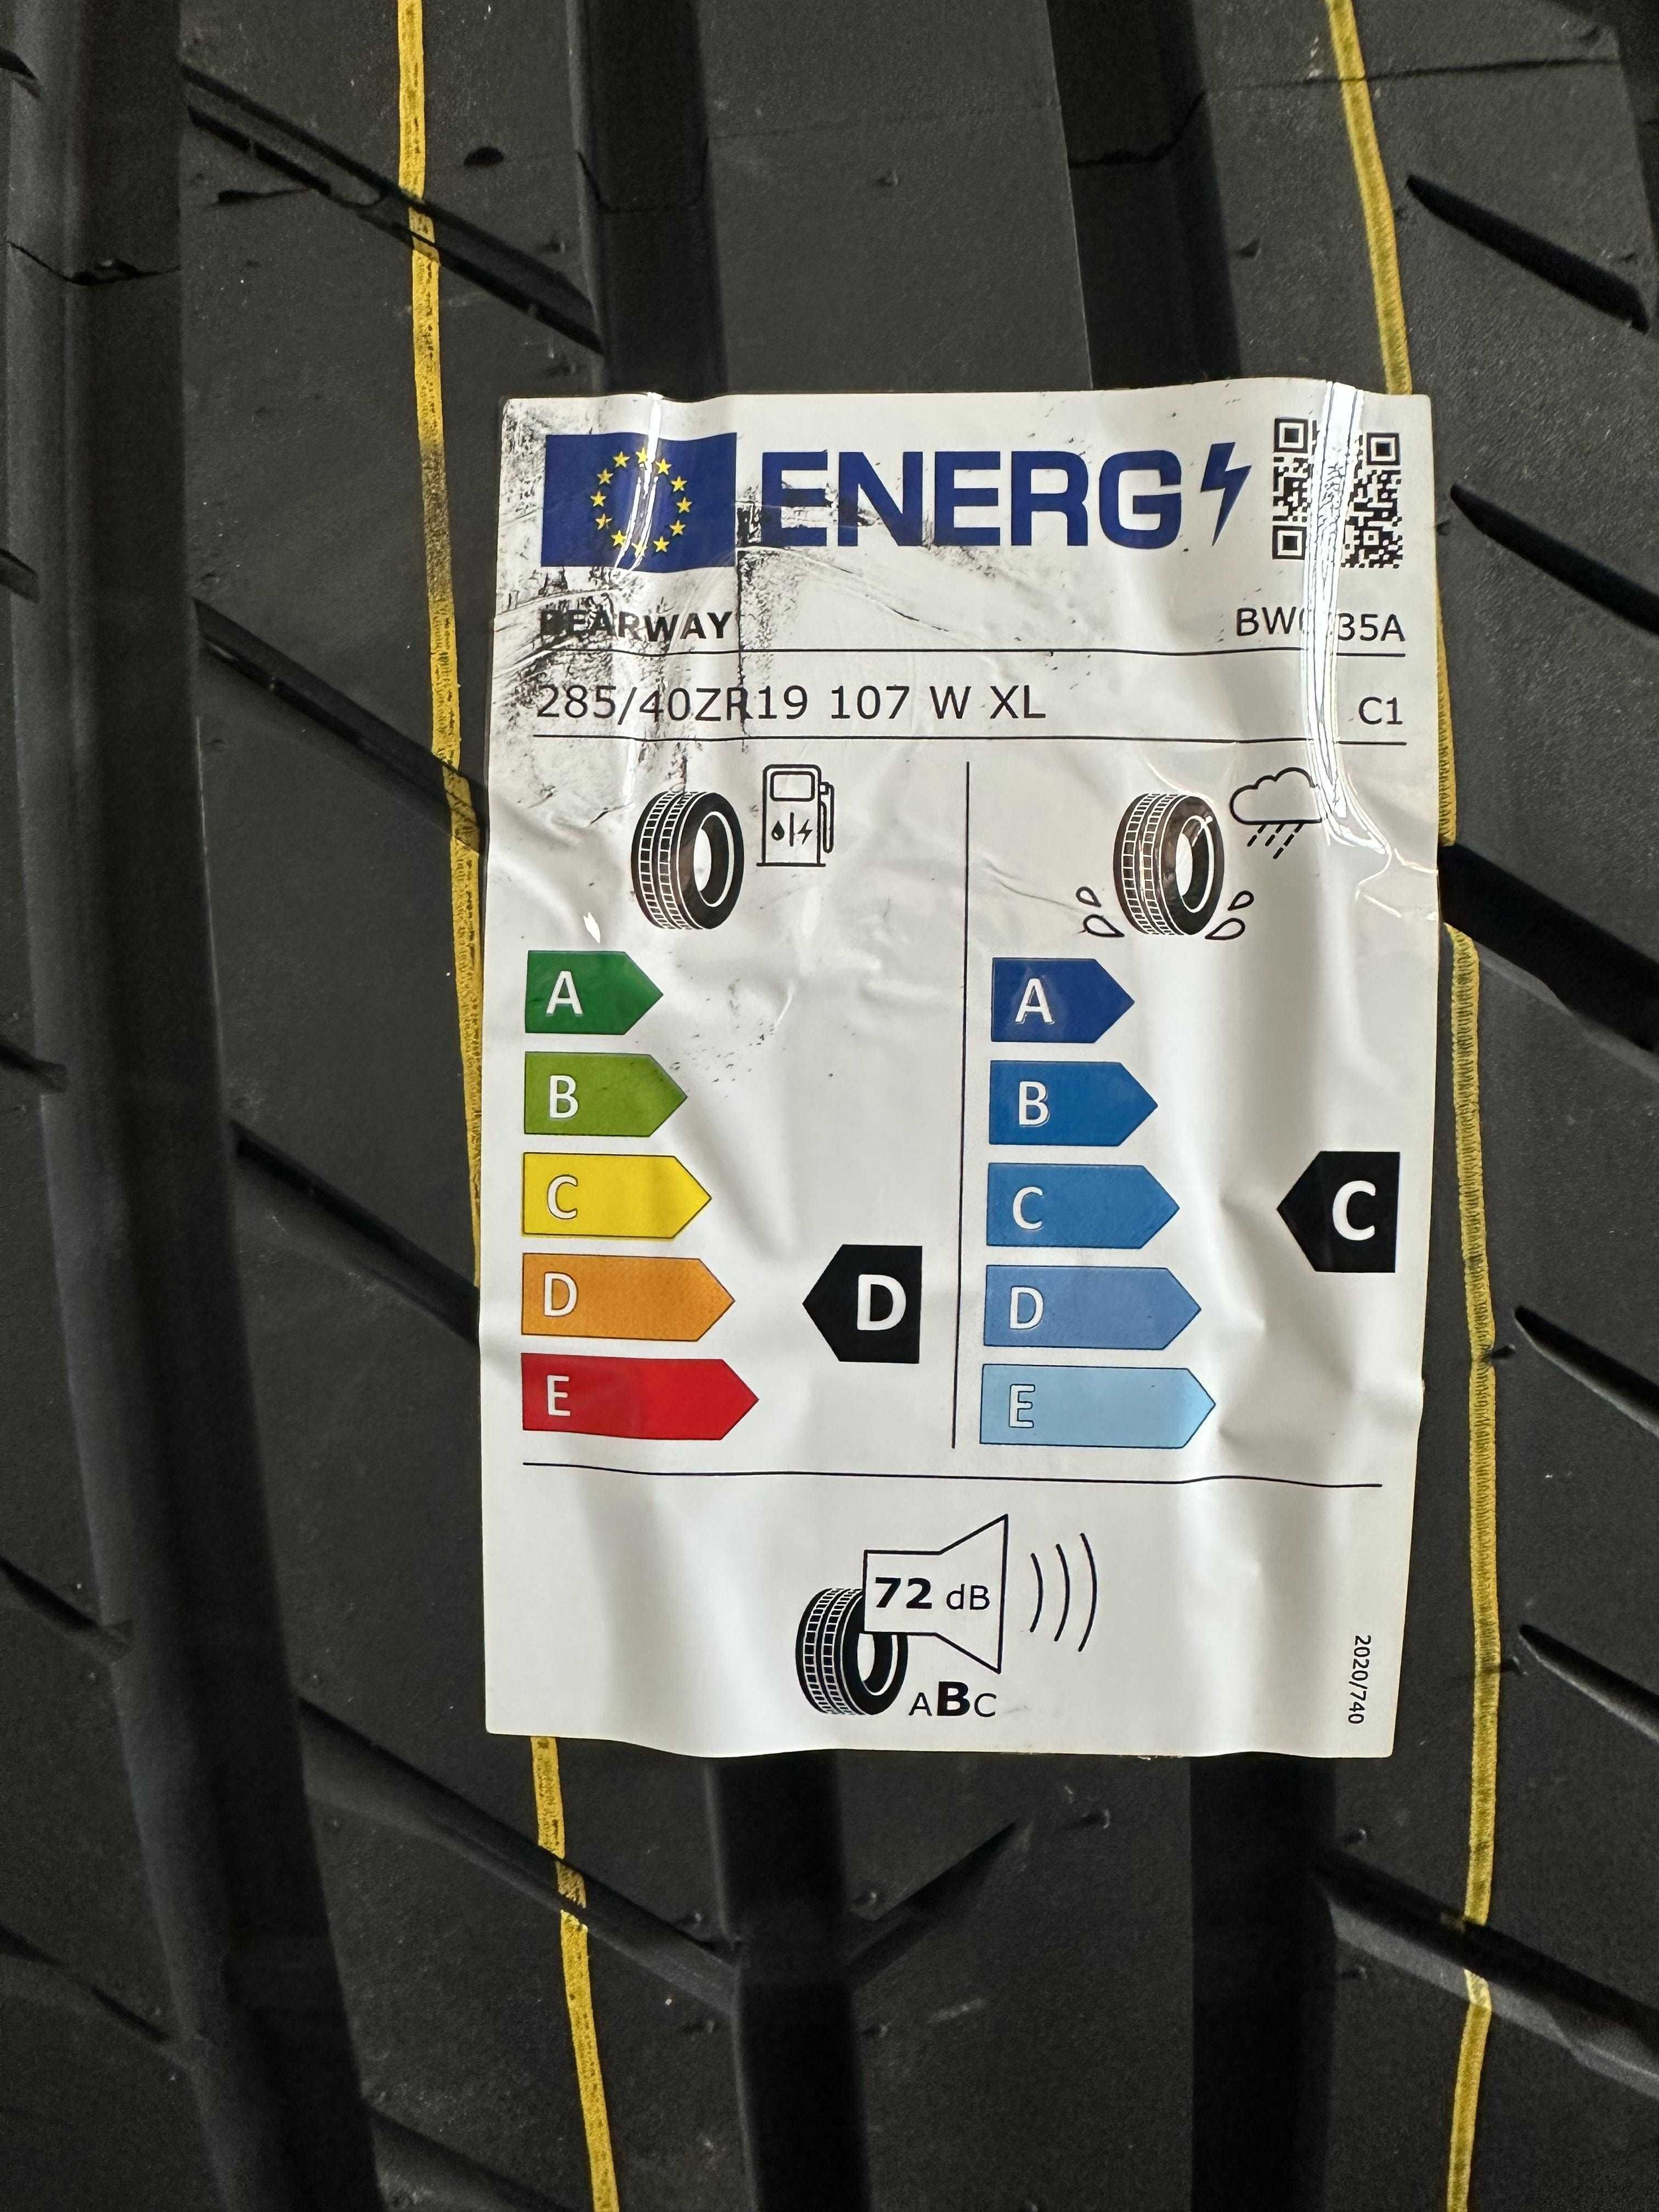 ENERG
BEARWAY
285/40ZR19 107 W XL C1
A A
B B
C C C
D D D
E E
72 dB
ABC
2020/740